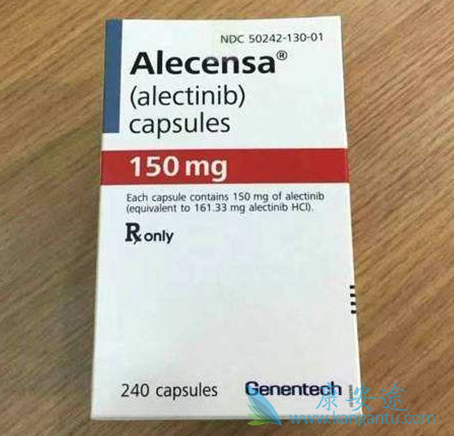 NDC 50242-130-01
Alecensa®
(alectinib)
capsules
150 mg
Each capsule contains 150 mg of alectinib
(equivalent to 161.33 mg alectinib HCl).
Rx only
240 capsules
Genentech
康安途
www.kangantu.com